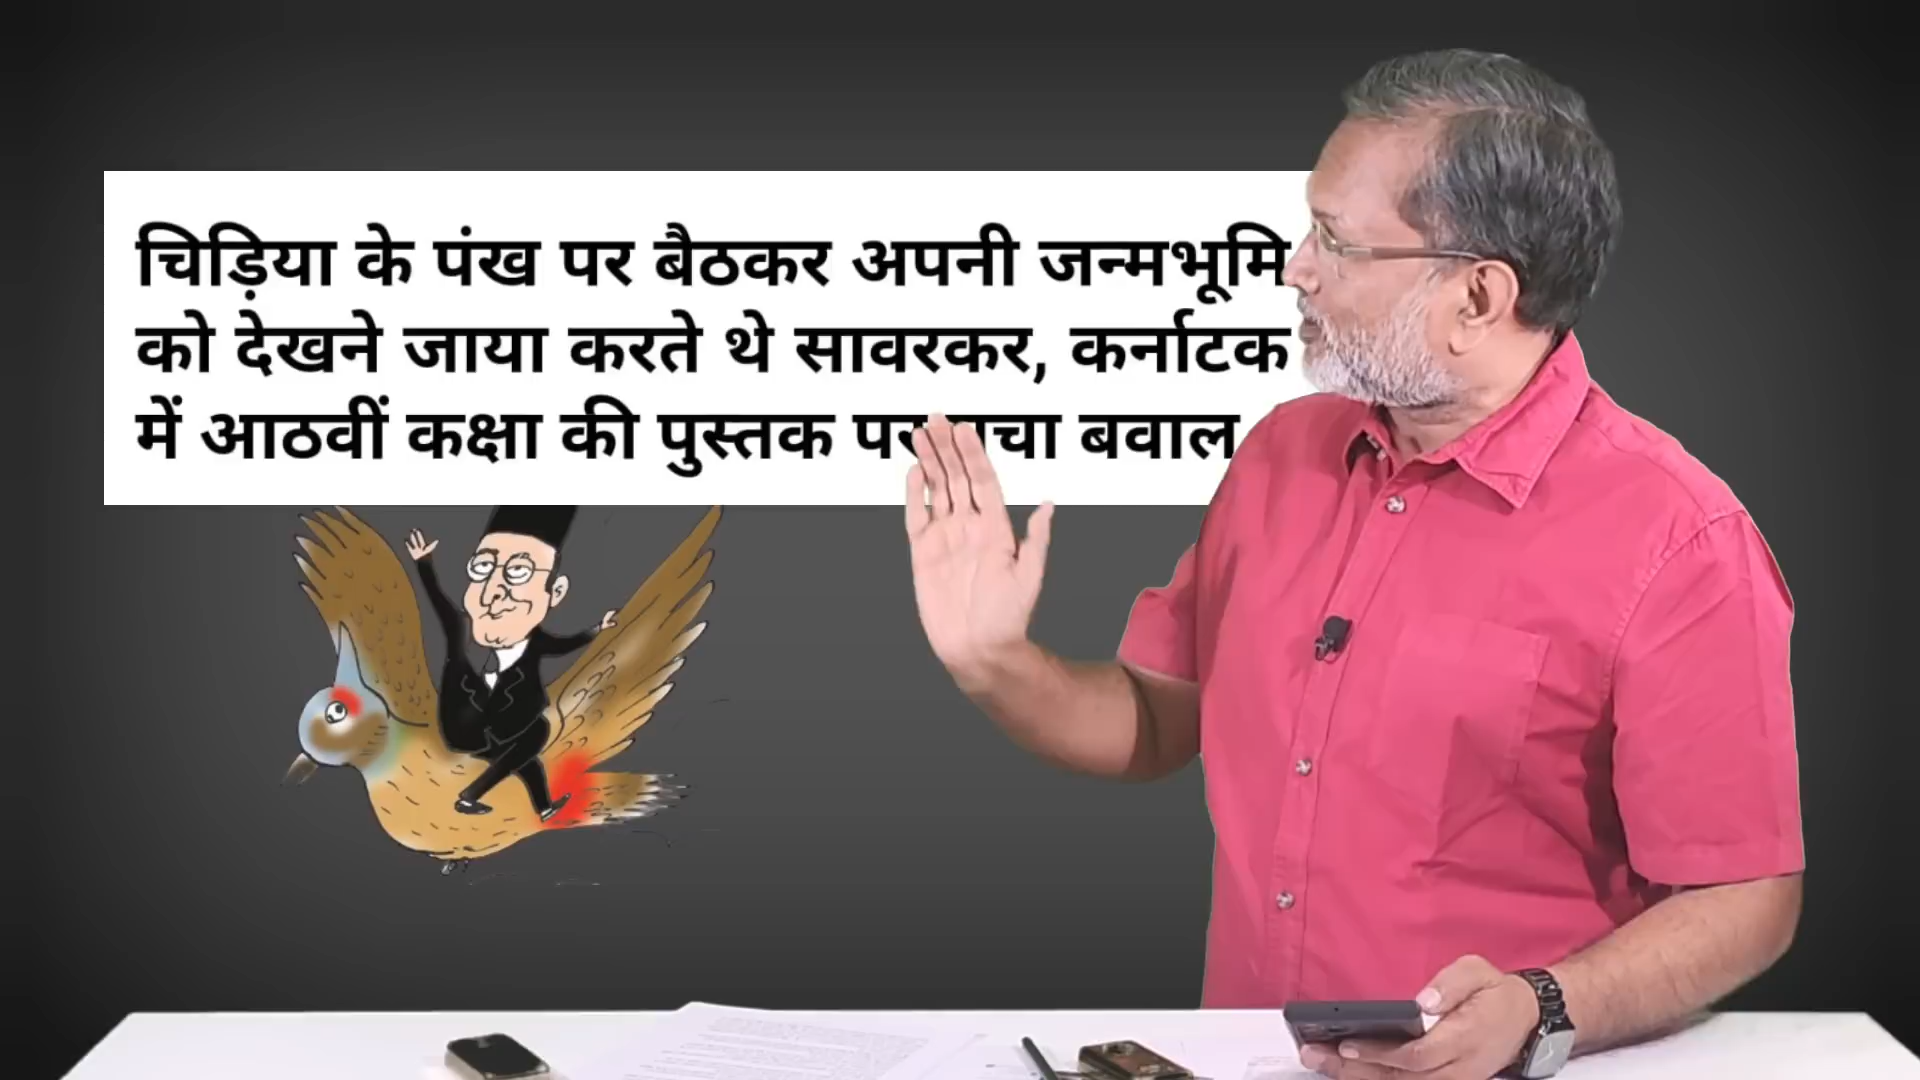 चिड़िया के पंख पर बैठकर अपनी जन्मभूमि
को देखने जाया करते थे सावरकर, कर्नाटक
में आठवीं कक्षा की पुस्तक पर बवाल